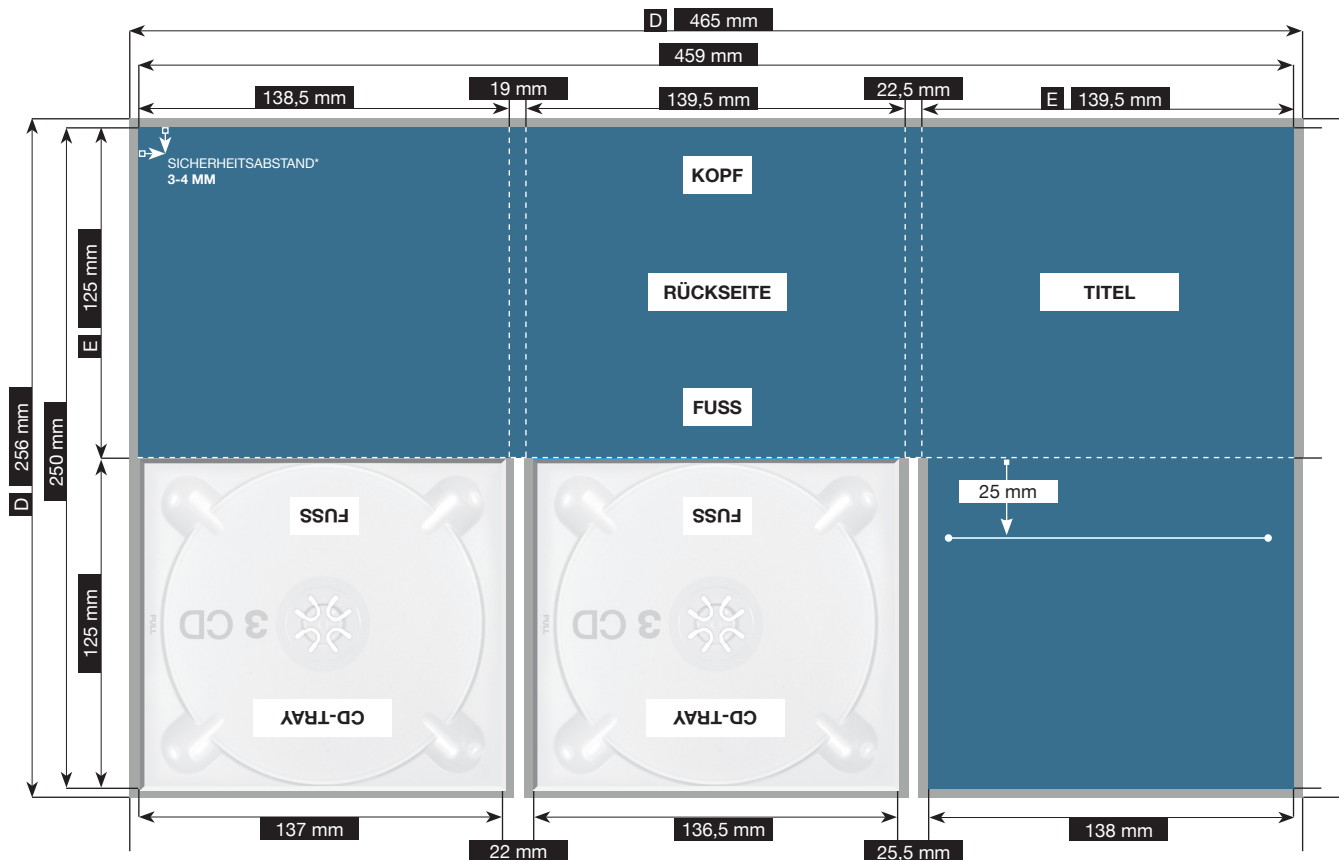 D 465 mm
459 mm
138,5 mm
19 mm
139,5 mm
22,5 mm
E 139,5 mm
SICHERHEITSABSTAND*
3-4 MM
KOPF
RÜCKSEITE
TITEL
FUSS
D 256 mm
250 mm
E 125 mm
125 mm
FUSS
3 CD
PULL
CD-TRAY
FUSS
3 CD
PULL
CD-TRAY
25 mm
137 mm
22 mm
136,5 mm
25,5 mm
138 mm